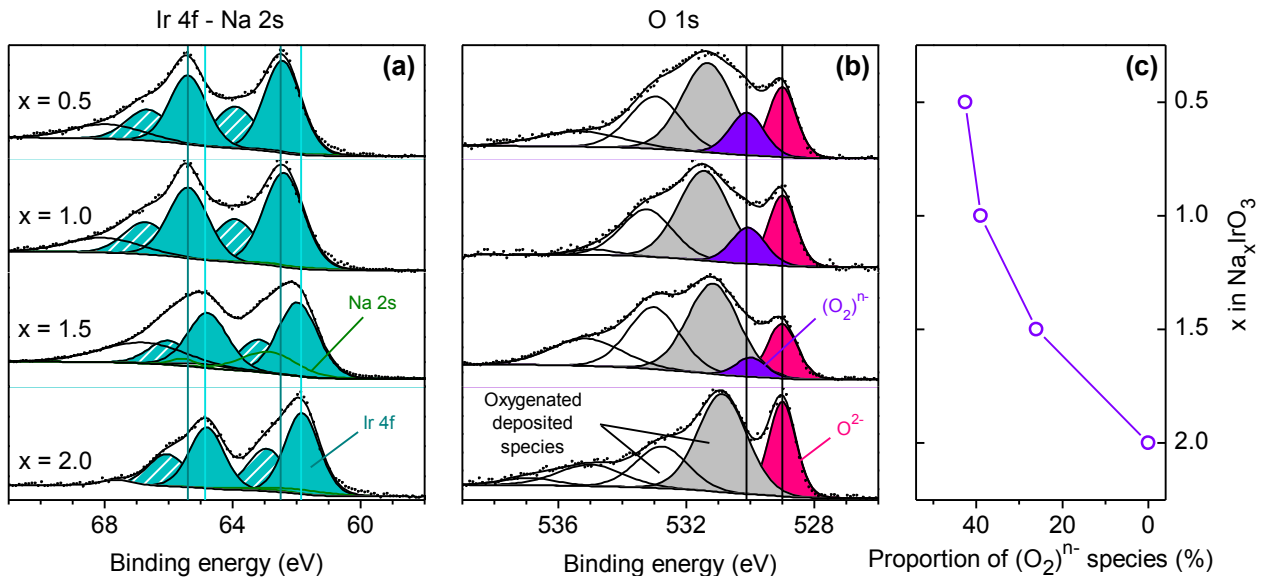 Ir 4f - Na 2s
O 1s
(a)
(b)
(c)
x = 0.5
x = 1.0
x = 1.5
x = 2.0
Na 2s
Ir 4f
(O₂)ⁿ⁻
O²⁻
Oxygenated
deposited
species
0.5
1.0
1.5
2.0
x in NaₓIrO₃
68 64 60
536 532 528
40 20 0
Binding energy (eV)
Binding energy (eV)
Proportion of (O₂)ⁿ⁻ species (%)